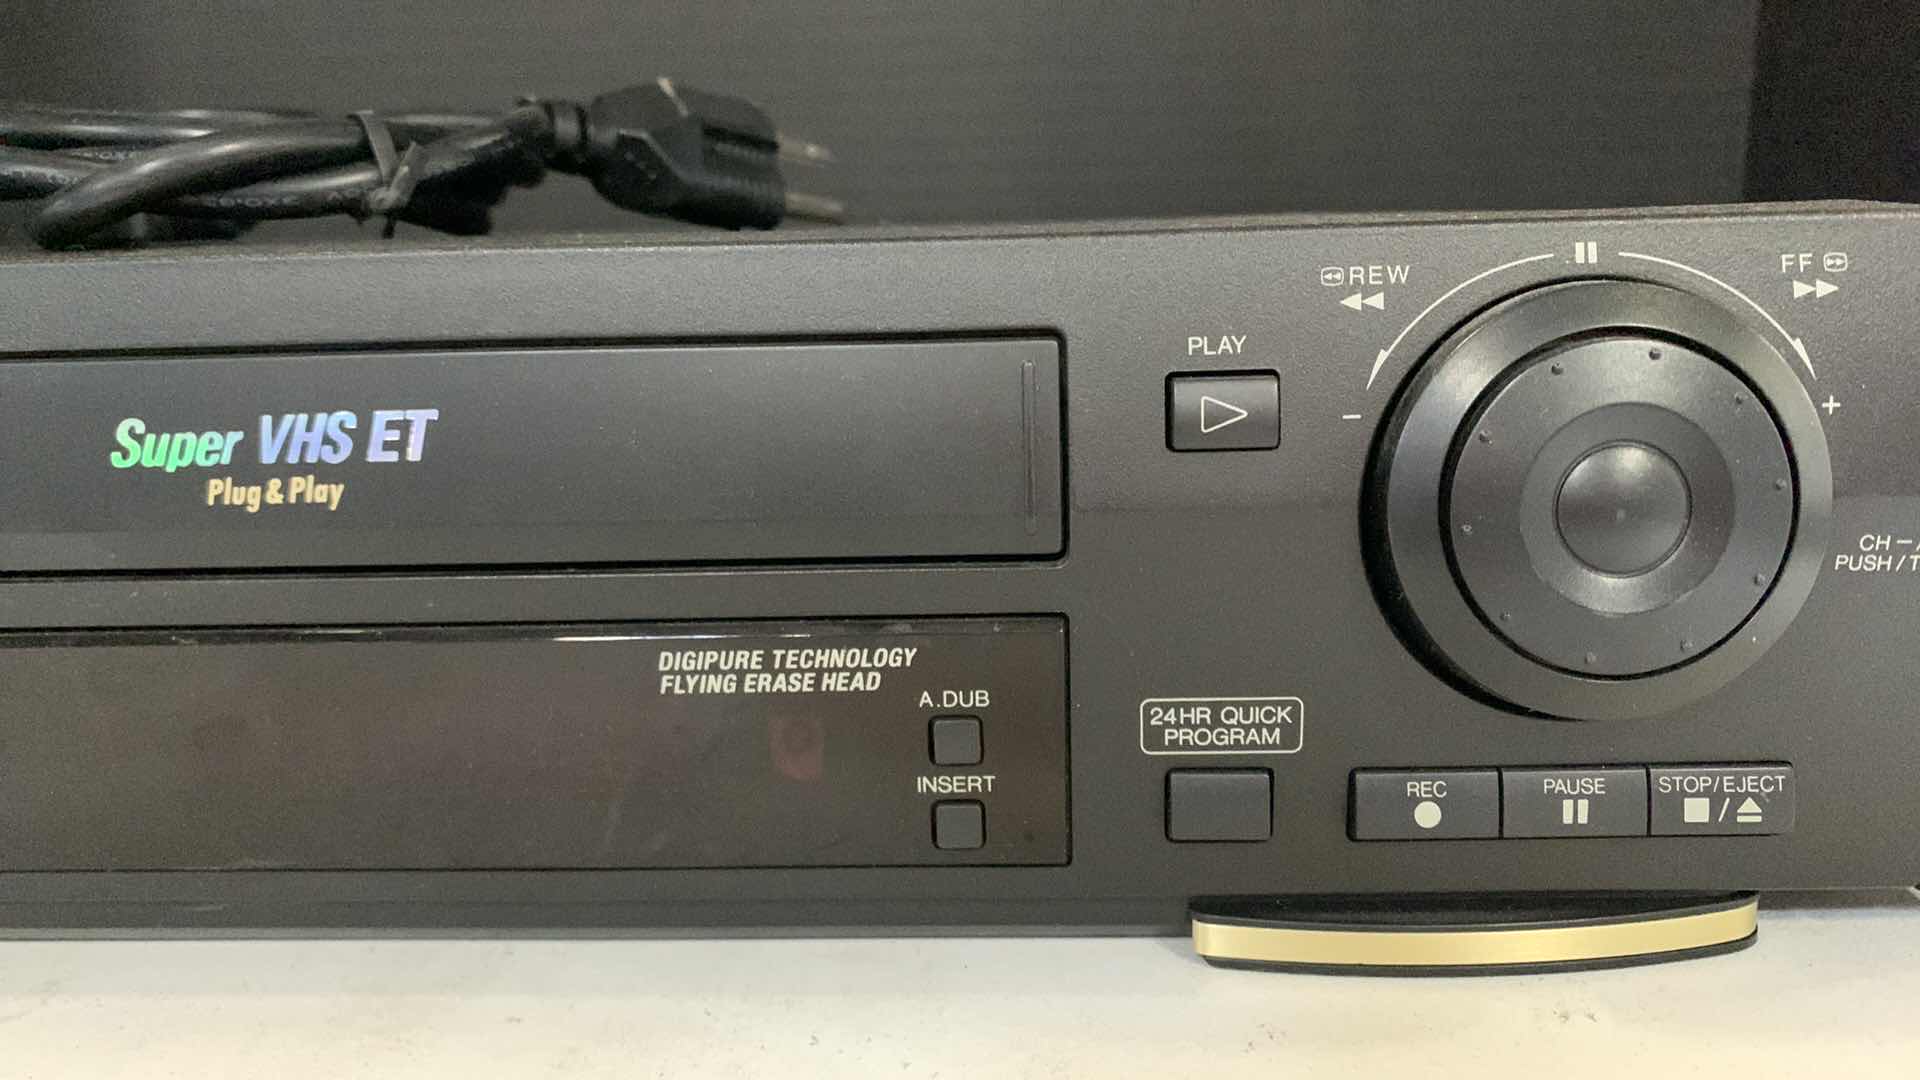 REW
FF
PLAY
- +
Super VHS ET
Plug & Play
CH -/
PUSH/T
DIGIPURE TECHNOLOGY
FLYING ERASE HEAD
A.DUB
INSERT
24HR QUICK
PROGRAM
REC
PAUSE
STOP/EJECT
/